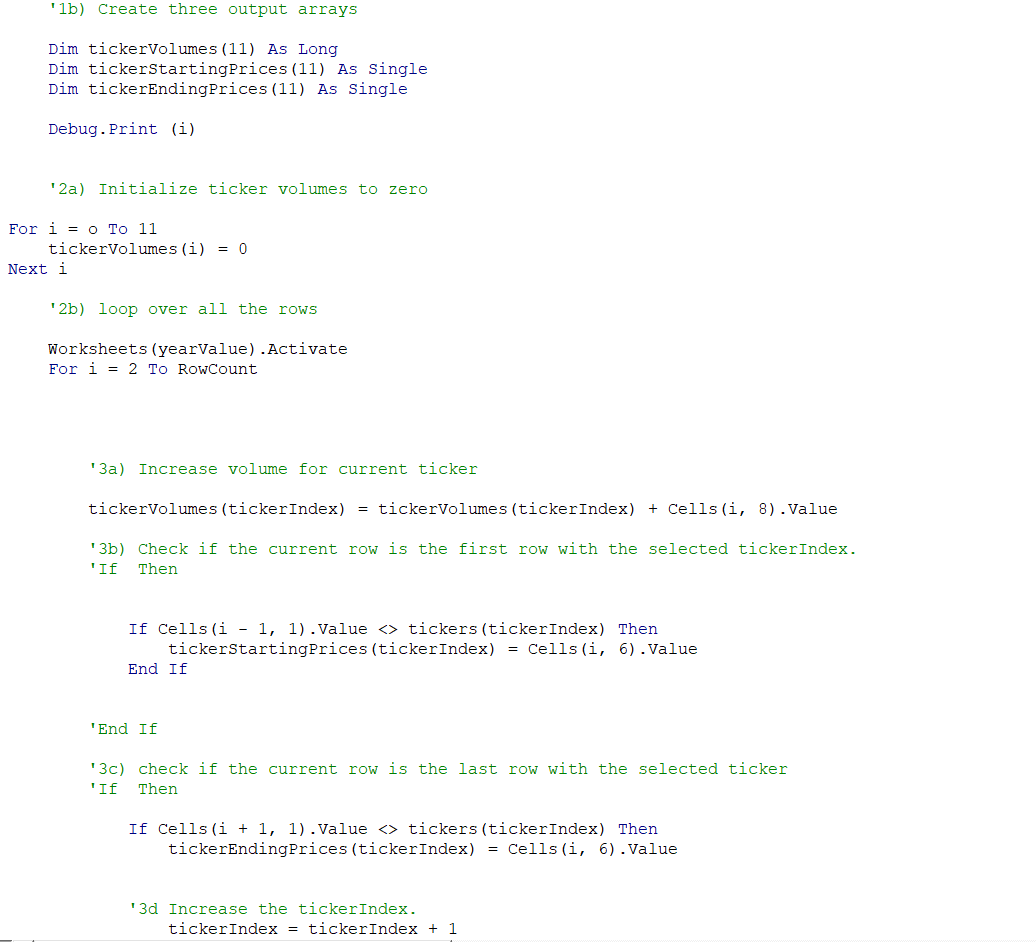 '1b) Create three output arrays
Dim tickerVolumes(11) As Long
Dim tickerStartingPrices(11) As Single
Dim tickerEndingPrices(11) As Single
Debug.Print (i)
'2a) Initialize ticker volumes to zero
For i = o To 11
tickerVolumes(i) = 0
Next i
'2b) loop over all the rows
Worksheets(yearValue).Activate
For i = 2 To RowCount
'3a) Increase volume for current ticker
tickerVolumes(tickerIndex) = tickerVolumes(tickerIndex) + Cells(i, 8).Value
'3b) Check if the current row is the first row with the selected tickerIndex.
'If  Then
If Cells(i - 1, 1).Value <> tickers(tickerIndex) Then
tickerStartingPrices(tickerIndex) = Cells(i, 6).Value
End If
'End If
'3c) check if the current row is the last row with the selected ticker
'If  Then
If Cells(i + 1, 1).Value <> tickers(tickerIndex) Then
tickerEndingPrices(tickerIndex) = Cells(i, 6).Value
'3d Increase the tickerIndex.
tickerIndex = tickerIndex + 1